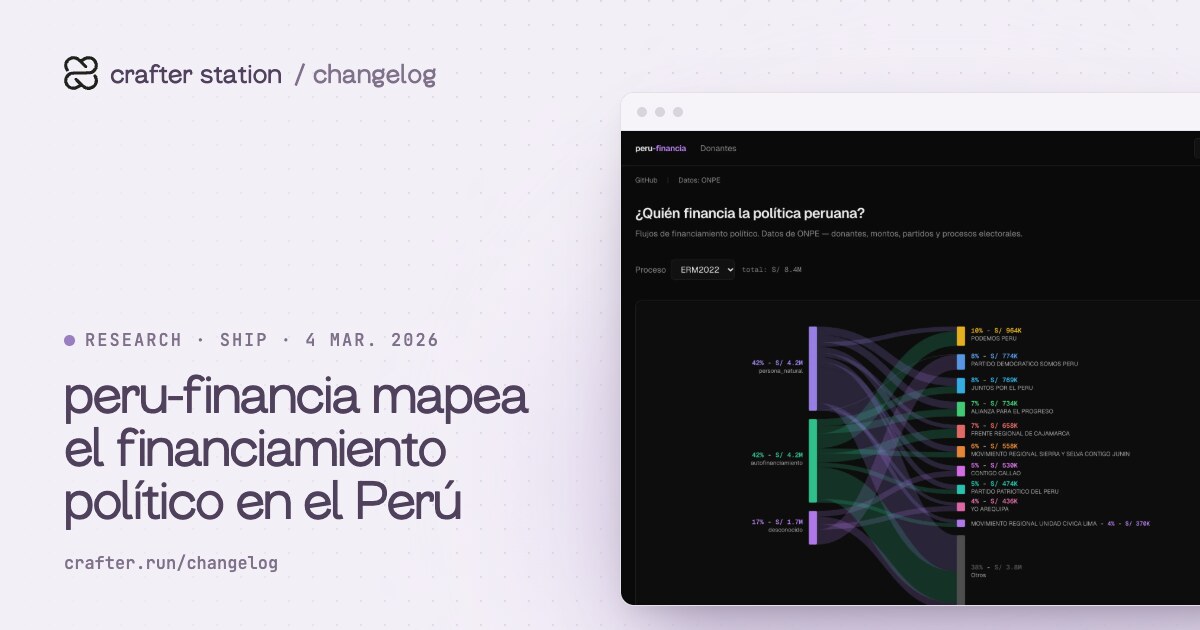 crafter station / changelog
RESEARCH · SHIP · 4 MAR. 2026
peru-financia mapea
el financiamiento
político en el Perú
crafter.run/changelog
peru-financia Donantes
GitHub Datos: ONPE
¿Quién financia la política peruana?
Flujos de financiamiento político. Datos de ONPE — donantes, montos, partidos y procesos electorales.
Proceso ERM2022 total: S/ 8.4M
42% - S/ 4.2M
persona_natural
42% - S/ 4.2M
autofinanciamiento
17% - S/ 1.7M
desconocido
10% - S/ 964K
PODEMOS PERU
8% - S/ 774K
PARTIDO DEMOCRATICO SOMOS PERU
8% - S/ 769K
JUNTOS POR EL PERU
7% - S/ 734K
ALIANZA PARA EL PROGRESO
7% - S/ 658K
FRENTE REGIONAL DE CAJAMARCA
6% - S/ 558K
MOVIMIENTO REGIONAL SIERRA Y SELVA CONTIGO JUNIN
5% - S/ 530K
CONTIGO CALLAO
5% - S/ 474K
PARTIDO PATRIOTICO DEL PERU
4% - S/ 436K
YO AREQUIPA
MOVIMIENTO REGIONAL UNIDAD CIVICA LIMA - 4% - S/ 370K
38% - S/ 3.8M
Otros